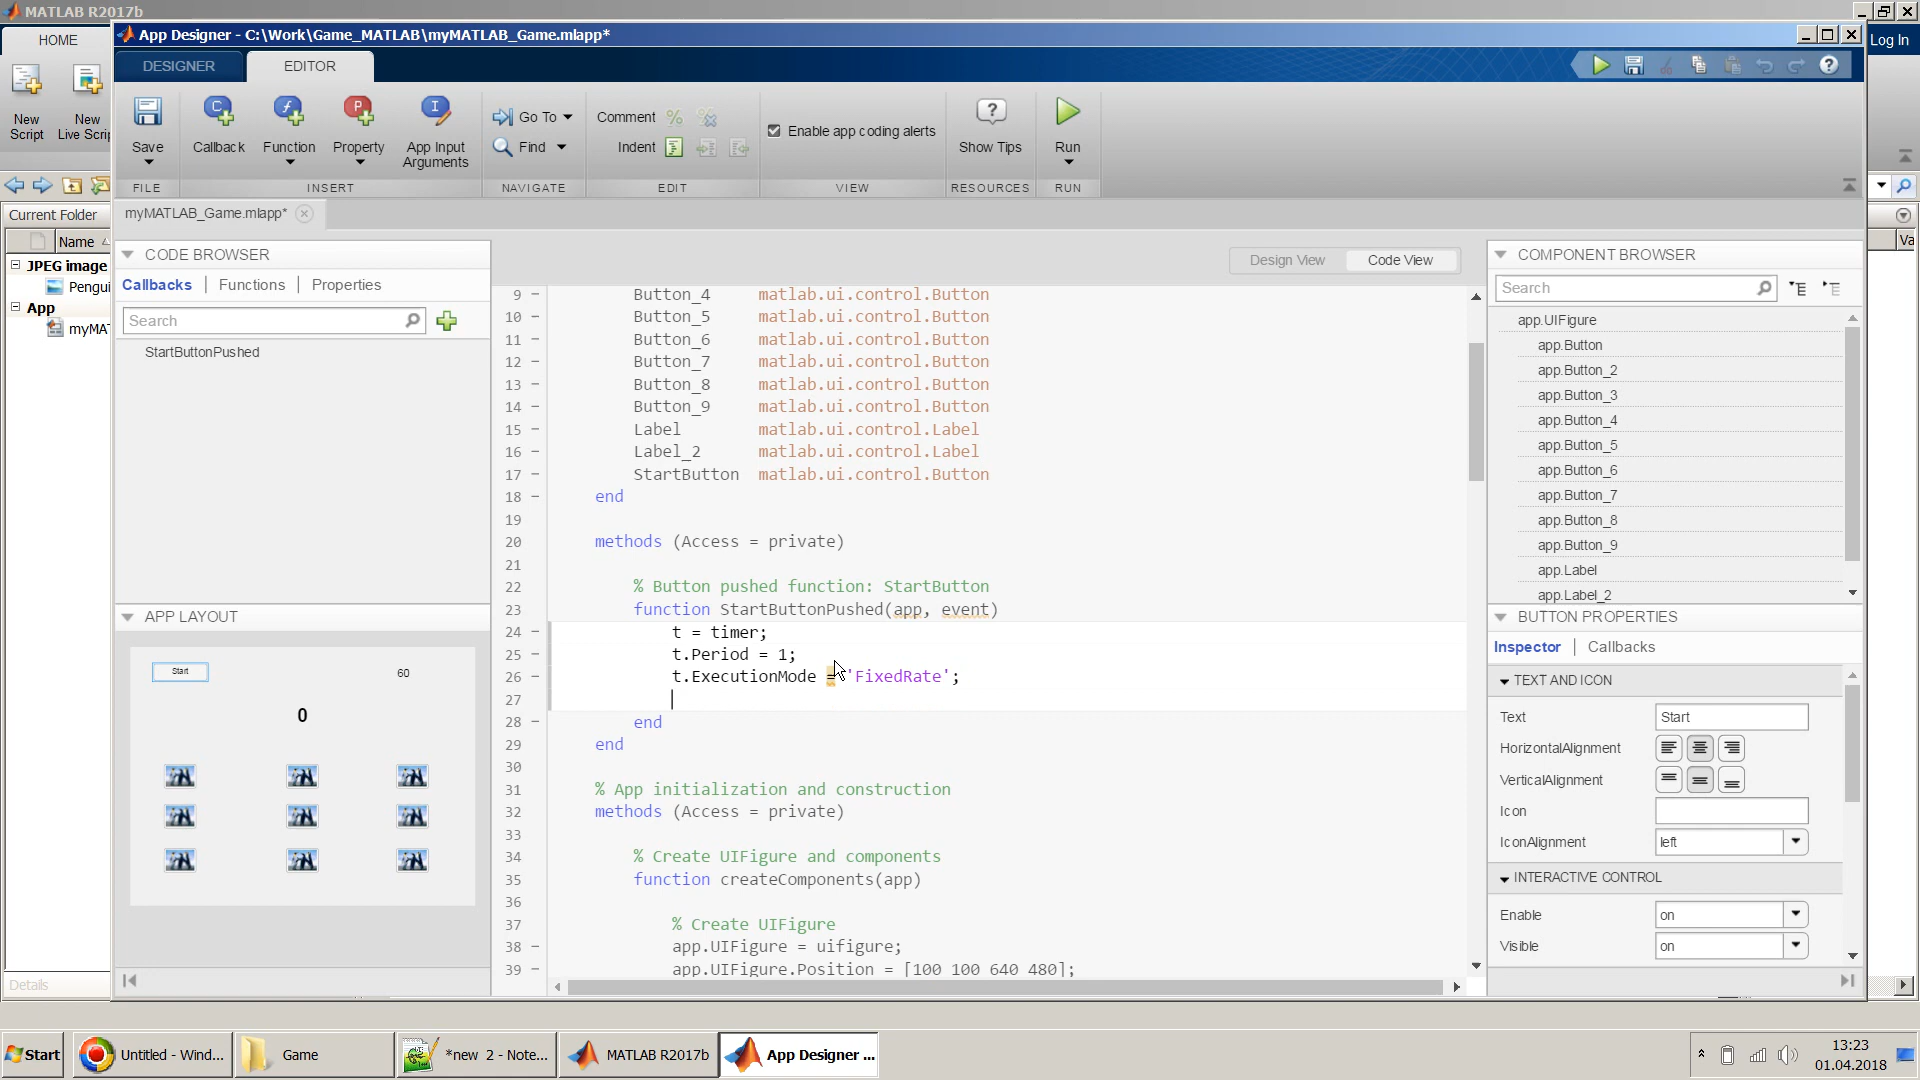 MATLAB R2017b
App Designer - C:\Work\Game_MATLAB\myMATLAB_Game.mlapp*
HOME
DESIGNER
EDITOR
Log In
New Script
New Live Scrip
Save
Callback
Function
Property
App Input Arguments
Go To
Find
Comment
Indent
Enable app coding alerts
Show Tips
Run
FILE
INSERT
NAVIGATE
EDIT
VIEW
RESOURCES
RUN
Current Folder
Name
JPEG image
Pengui
App
myMAT
Details
Va
myMATLAB_Game.mlapp*
CODE BROWSER
Callbacks | Functions | Properties
Search
StartButtonPushed
APP LAYOUT
Start
60
0
Design View
Code View
9 Button_4 matlab.ui.control.Button
10 Button_5 matlab.ui.control.Button
11 Button_6 matlab.ui.control.Button
12 Button_7 matlab.ui.control.Button
13 Button_8 matlab.ui.control.Button
14 Button_9 matlab.ui.control.Button
15 Label matlab.ui.control.Label
16 Label_2 matlab.ui.control.Label
17 StartButton matlab.ui.control.Button
18 end
19
20 methods (Access = private)
21
22 % Button pushed function: StartButton
23 function StartButtonPushed(app, event)
24 t = timer;
25 t.Period = 1;
26 t.ExecutionMode = 'FixedRate';
27
28 end
29 end
30
31 % App initialization and construction
32 methods (Access = private)
33
34 % Create UIFigure and components
35 function createComponents(app)
36
37 % Create UIFigure
38 app.UIFigure = uifigure;
39 app.UIFigure.Position = [100 100 640 480];
COMPONENT BROWSER
Search
app.UIFigure
app.Button
app.Button_2
app.Button_3
app.Button_4
app.Button_5
app.Button_6
app.Button_7
app.Button_8
app.Button_9
app.Label
app.Label_2
BUTTON PROPERTIES
Inspector | Callbacks
TEXT AND ICON
Text Start
HorizontalAlignment
VerticalAlignment
Icon
IconAlignment left
INTERACTIVE CONTROL
Enable on
Visible on
Start
Untitled - Wind...
Game
*new 2 - Note...
MATLAB R2017b
App Designer ...
13:23
01.04.2018